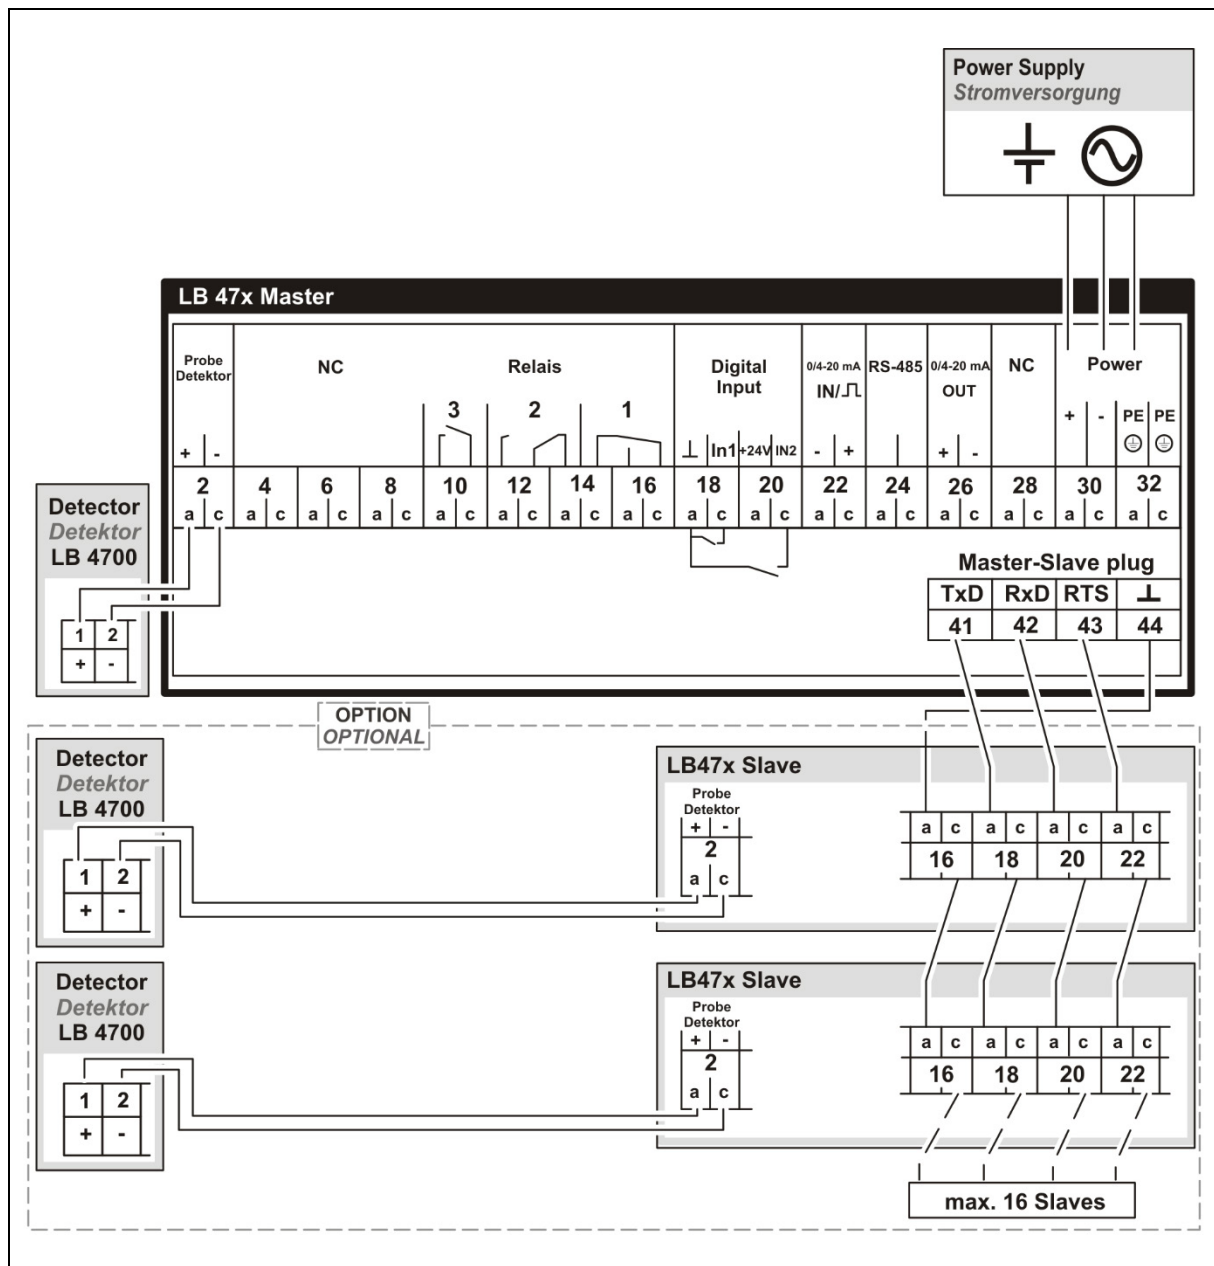 Power Supply
Stromversorgung
LB 47x Master
Probe
Detektor
NC
Relais
Digital
Input
0/4-20 mA
IN/
RS-485
0/4-20 mA
OUT
NC
Power
3 2 1
+ - PE PE
+ - ⊥ In1 +24V IN2 - + + -
2 4 6 8 10 12 14 16 18 20 22 24 26 28 30 32
a c a c a c a c a c a c a c a c a c a c a c a c a c a c a c a c
Detector
Detektor
LB 4700
1 2
+ -
Master-Slave plug
TxD RxD RTS ⊥
41 42 43 44
OPTION
OPTIONAL
Detector
Detektor
LB 4700
1 2
+ -
LB47x Slave
Probe
Detektor
+ -
2
a c
a c a c a c a c
16 18 20 22
Detector
Detektor
LB 4700
1 2
+ -
LB47x Slave
Probe
Detektor
+ -
2
a c
a c a c a c a c
16 18 20 22
max. 16 Slaves